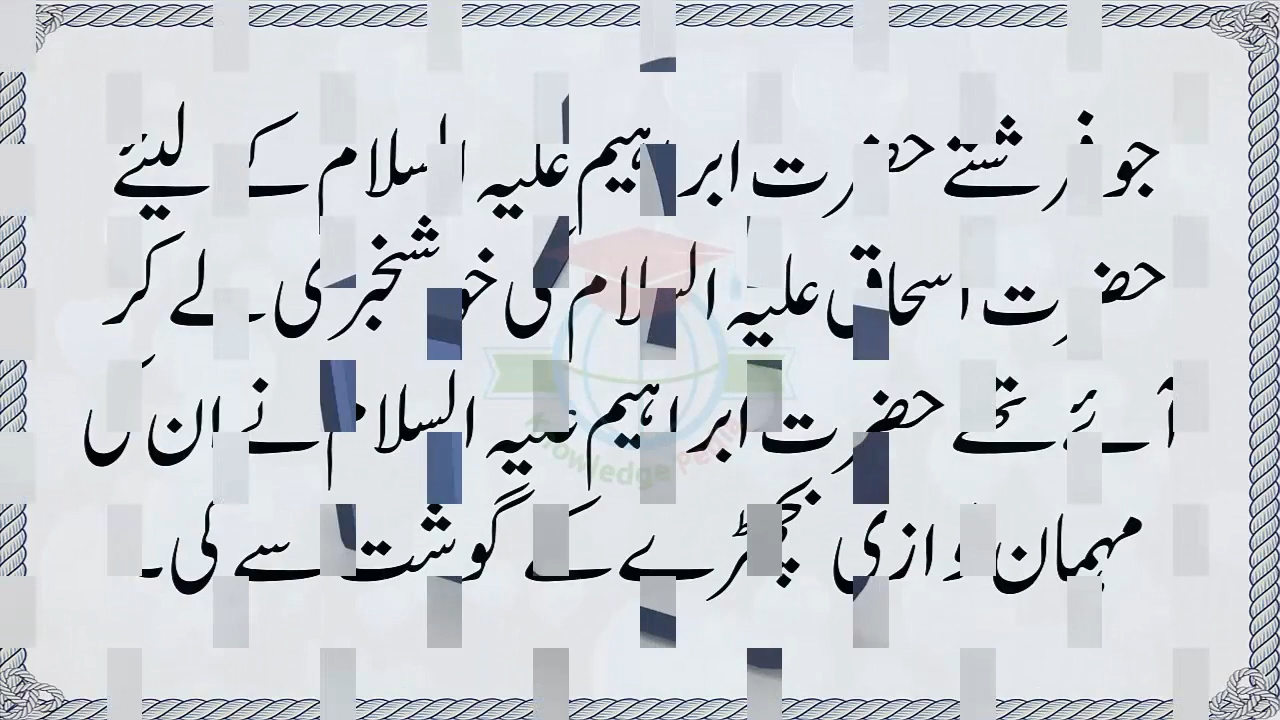 جو فرشتے حضرت ابراہیم علیہ السلام کے لیئے
حضرت اسحاق علیہ السلام کی خوشخبری۔ لے کر
آئے تھے حضرت ابراہیم علیہ السلام نے ان کی
مہمان نوازی بچھڑے کے گوشت سے کی۔
Knowledge